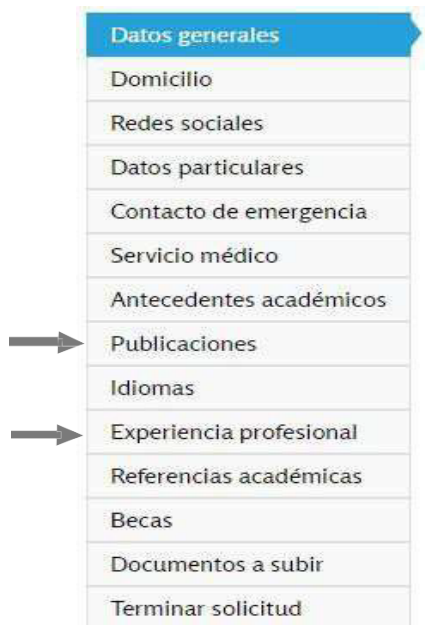 Datos generales
Domicilio
Redes sociales
Datos particulares
Contacto de emergencia
Servicio médico
Antecedentes académicos
Publicaciones
Idiomas
Experiencia profesional
Referencias académicas
Becas
Documentos a subir
Terminar solicitud